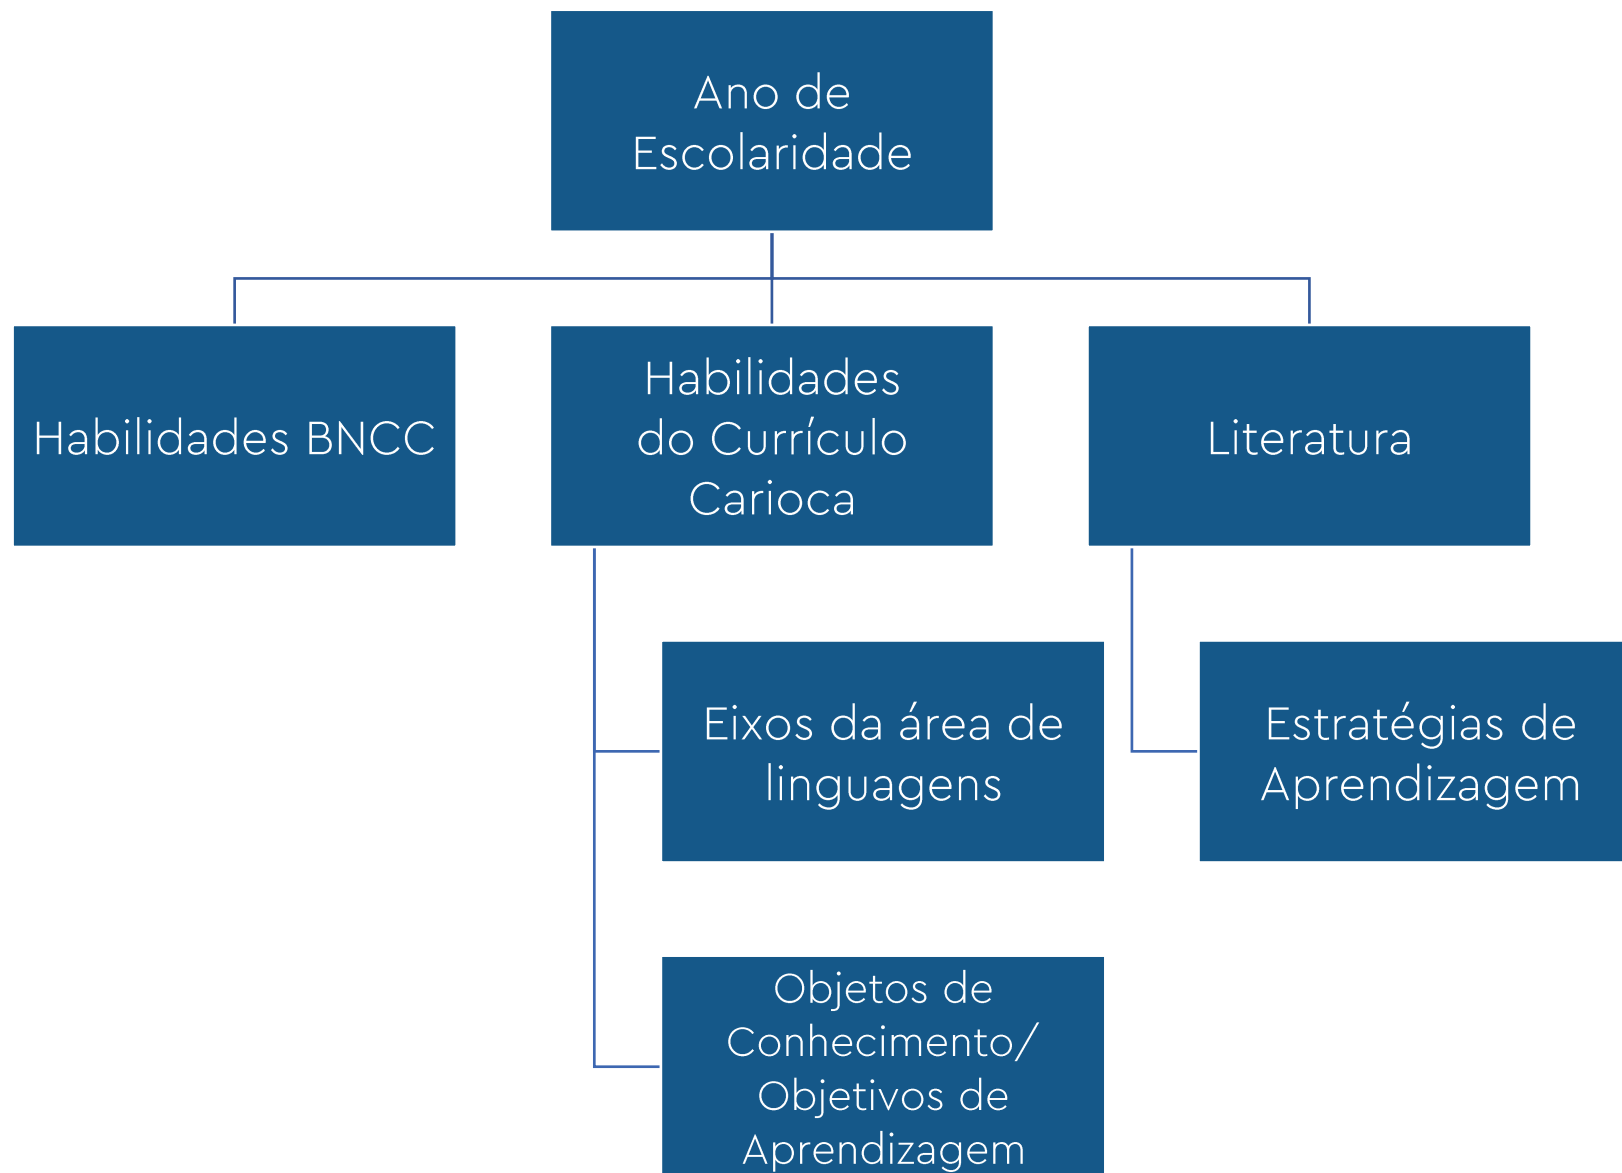 Ano de
Escolaridade
Habilidades BNCC
Habilidades
do Currículo
Carioca
Literatura
Eixos da área de
linguagens
Estratégias de
Aprendizagem
Objetos de
Conhecimento/
Objetivos de
Aprendizagem